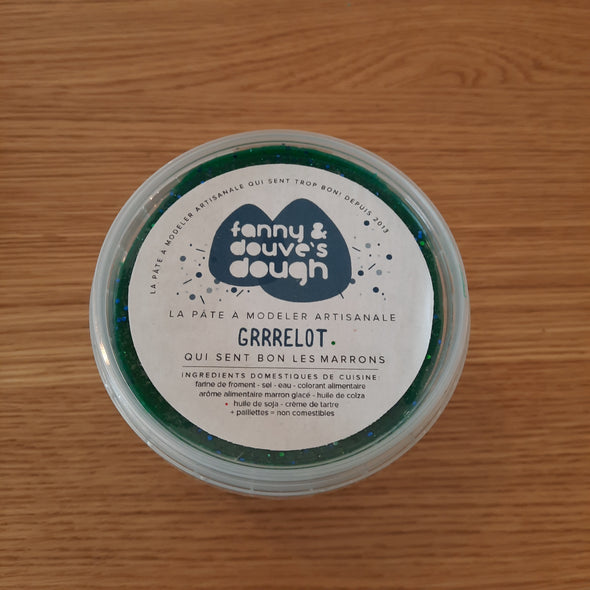 LA PÂTE À MODELER ARTISANALE QUI SENT TROP BON! DEPUIS 2013
fanny &
douve's
dough
LA PÂTE À MODELER ARTISANALE
GRRRELOT
QUI SENT BON LES MARRONS
INGREDIENTS DOMESTIQUES DE CUISINE:
farine de froment - sel - eau - colorant alimentaire
arôme alimentaire marron glacé - huile de colza
• huile de soja - crème de tartre
+ paillettes = non comestibles